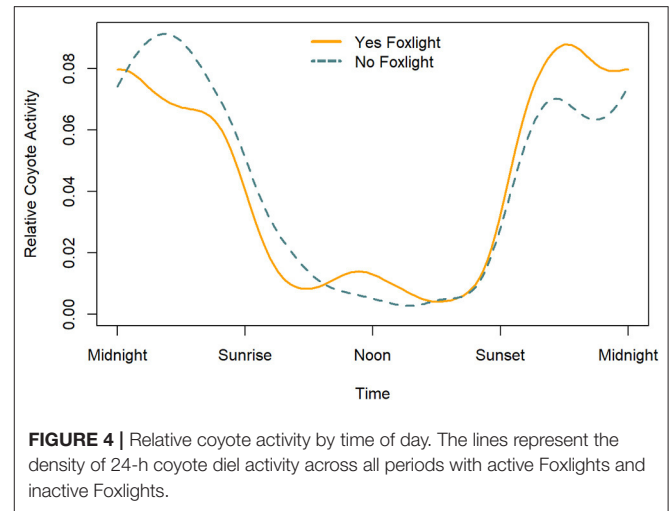 Yes Foxlight
No Foxlight
Relative Coyote Activity
0.08
0.06
0.04
0.02
0.00
Midnight Sunrise Noon Sunset Midnight
Time
FIGURE 4 | Relative coyote activity by time of day. The lines represent the
density of 24-h coyote diel activity across all periods with active Foxlights and
inactive Foxlights.